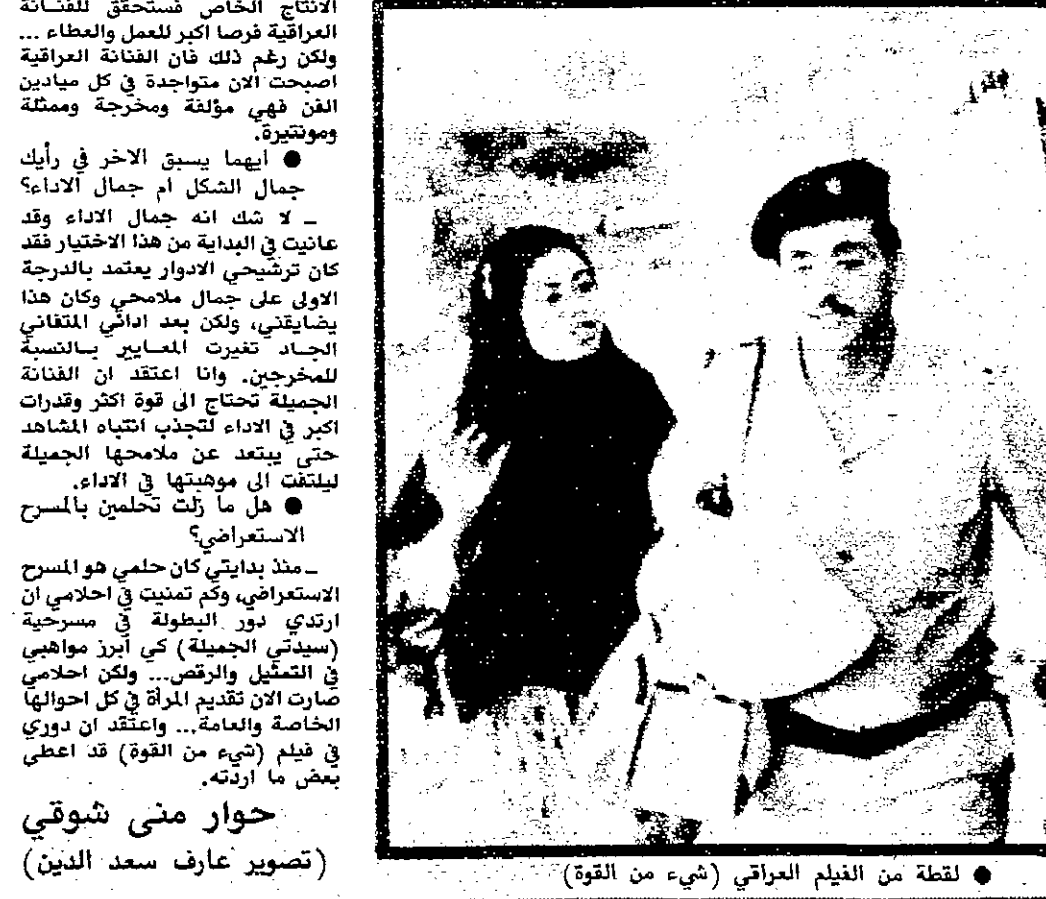 الانتاج الخاص فستحقق للفنانة
العراقية فرصا اكبر للعمل والعطاء ...
ولكن رغم ذلك فان الفنانة العراقية
اصبحت الان متواجدة في كل ميادين
الفن فهي مؤلفة ومخرجة وممثلة
ومونتيرة.
● ايهما يسبق الاخر في رأيك
جمال الشكل ام جمال الاداء؟
ـ لا شك انه جمال الاداء وقد
عانيت في البداية من هذا الاختيار فقد
كان ترشيحي الادوار يعتمد بالدرجة
الاولى على جمال ملامحي وكان هذا
يضايقني، ولكن بعد ادائي المتفاني
الجاد تغيرت المعايير بالنسبة
للمخرجين. وانا اعتقد ان الفنانة
الجميلة تحتاج الى قوة اكثر وقدرات
اكبر في الاداء لتجذب انتباه المشاهد
حتى يبتعد عن ملامحها الجميلة
ليلتفت الى موهبتها في الاداء.
● هل ما زلت تحلمين بالمسرح
الاستعراضي؟
ـ منذ بدايتي كان حلمي هو المسرح
الاستعراضي، وكم تمنيت في احلامي ان
ارتدي دور البطولة في مسرحية
(سيدتي الجميلة) كي أبرز مواهبي
في التمثيل والرقص... ولكن احلامي
صارت الان تقديم المرأة في كل احوالها
الخاصة والعامة... واعتقد ان دوري
في فيلم (شيء من القوة) قد اعطى
بعض ما اردته.
حوار منى شوقي
(تصوير عارف سعد الدين)
● لقطة من الفيلم العراقي (شيء من القوة)